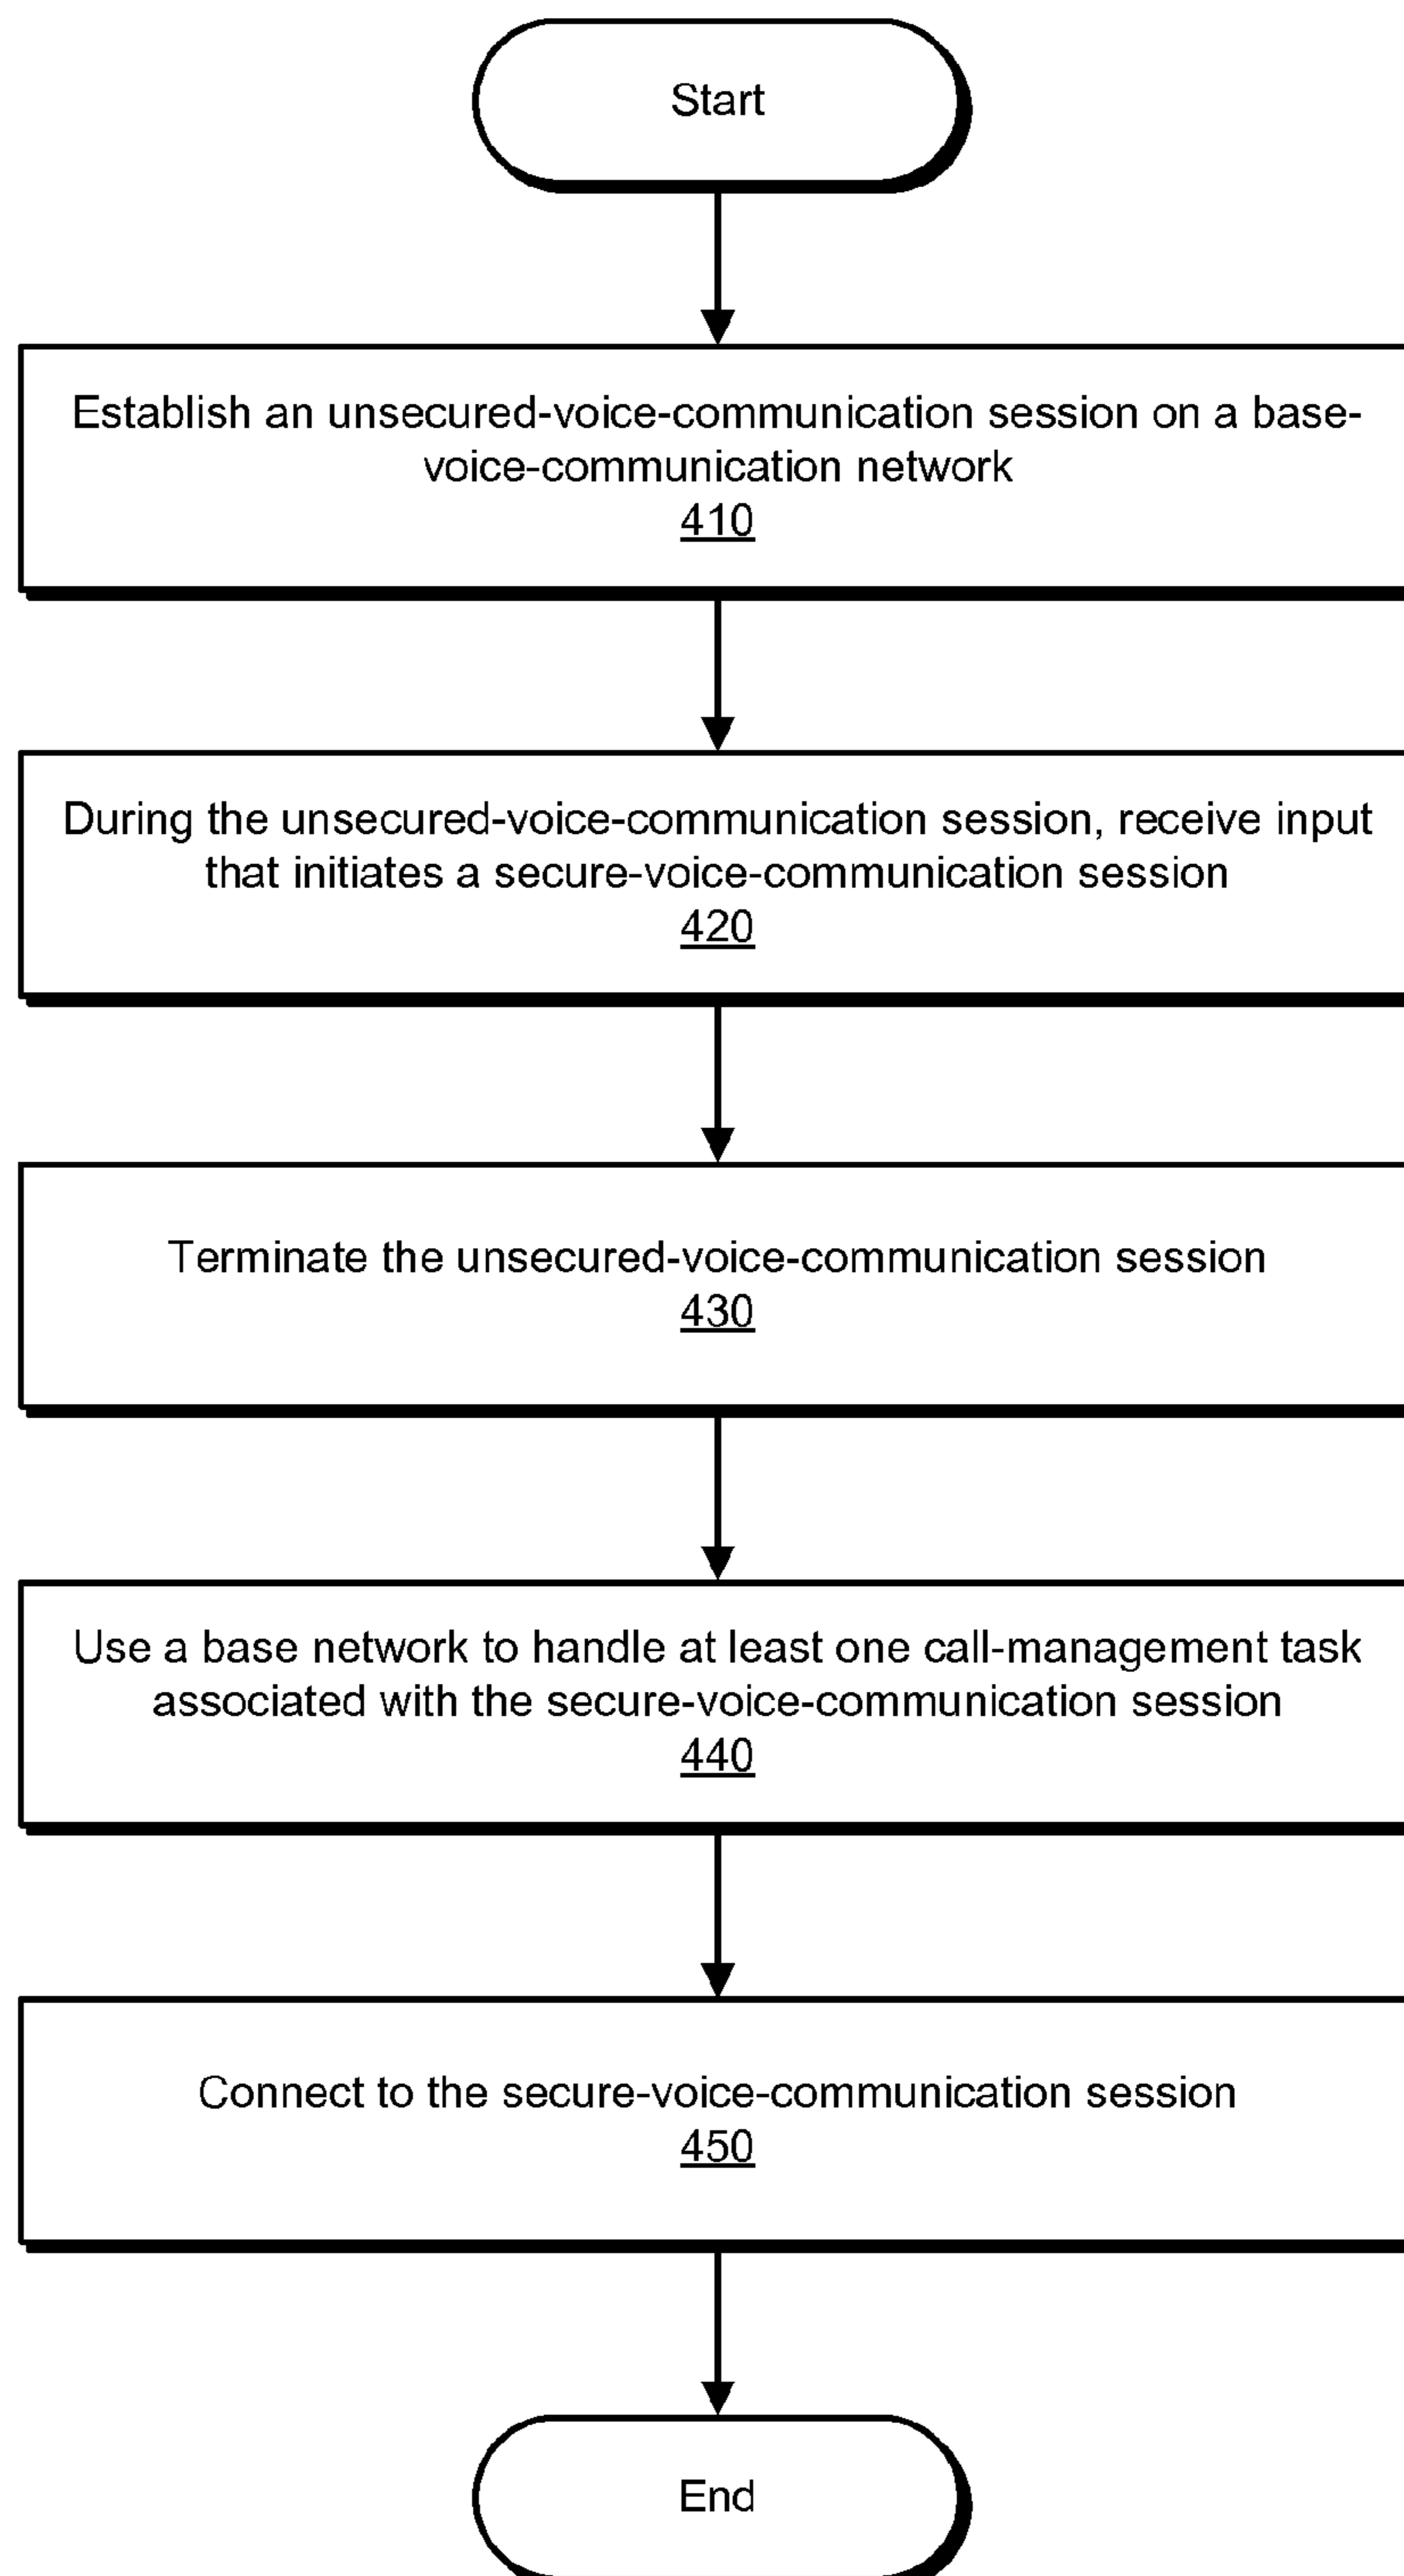 Start
Establish an unsecured-voice-communication session on a base-
voice-communication network
410
During the unsecured-voice-communication session, receive input
that initiates a secure-voice-communication session
420
Terminate the unsecured-voice-communication session
430
Use a base network to handle at least one call-management task
associated with the secure-voice-communication session
440
Connect to the secure-voice-communication session
450
End